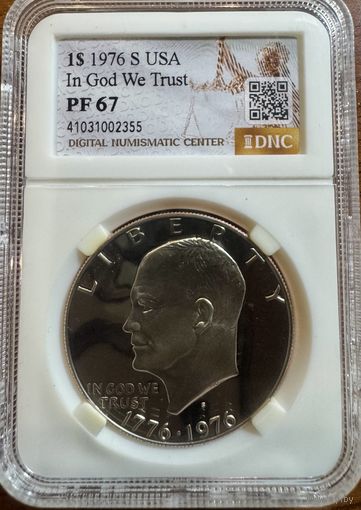 1$ 1976 S USA
In God We Trust
PF 67
41031002355
DIGITAL NUMISMATIC CENTER
DNC
LIBERTY
IN GOD WE
TRUST
S
1776·1976